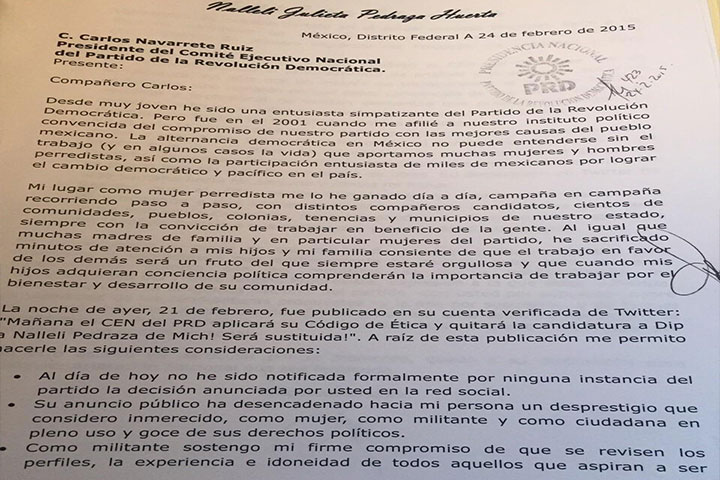 Nalleli Julieta Pedraza Huerta
México, Distrito Federal A 24 de febrero de 2015
C. Carlos Navarrete Ruiz
Presidente del Comité Ejecutivo Nacional
del Partido de la Revolución Democrática.
Presente:
PRESIDENCIA NACIONAL
PRD
Compañero Carlos:
Desde muy joven he sido una entusiasta simpatizante del Partido de la Revolución
Democrática. Pero fue en el 2001 cuando me afilié a nuestro instituto político
convencida del compromiso de nuestro partido con las mejores causas del pueblo
mexicano. La alternancia democrática en México no puede entenderse sin el
trabajo (y en algunos casos la vida) que aportamos muchas mujeres y hombres
perredistas, así como la participación entusiasta de miles de mexicanos por lograr
el cambio democrático y pacífico en el país.
Mi lugar como mujer perredista me lo he ganado día a día, campaña en campaña
recorriendo paso a paso, con distintos compañeros candidatos, cientos de
comunidades, pueblos, colonias, tenencias y municipios de nuestro estado,
siempre con la convicción de trabajar en beneficio de la gente. Al igual que
muchas madres de familia y en particular mujeres del partido, he sacrificado
minutos de atención a mis hijos y mi familia consiente de que el trabajo en favor
de los demás será un fruto del que siempre estaré orgullosa y que cuando mis
hijos adquieran conciencia política comprenderán la importancia de trabajar por el
bienestar y desarrollo de su comunidad.
La noche de ayer, 21 de febrero, fue publicado en su cuenta verificada de Twitter:
"Mañana el CEN del PRD aplicará su Código de Ética y quitará la candidatura a Dip
a Nalleli Pedraza de Mich! Será sustituida!". A raíz de esta publicación me permito
hacerle las siguientes consideraciones:
• Al día de hoy no he sido notificada formalmente por ninguna instancia del
partido la decisión anunciada por usted en la red social.
• Su anuncio público ha desencadenado hacia mi persona un desprestigio que
considero inmerecido, como mujer, como militante y como ciudadana en
pleno uso y goce de sus derechos políticos.
• Como militante sostengo mi firme compromiso de que se revisen los
perfiles, la experiencia e idoneidad de todos aquellos que aspiran a ser